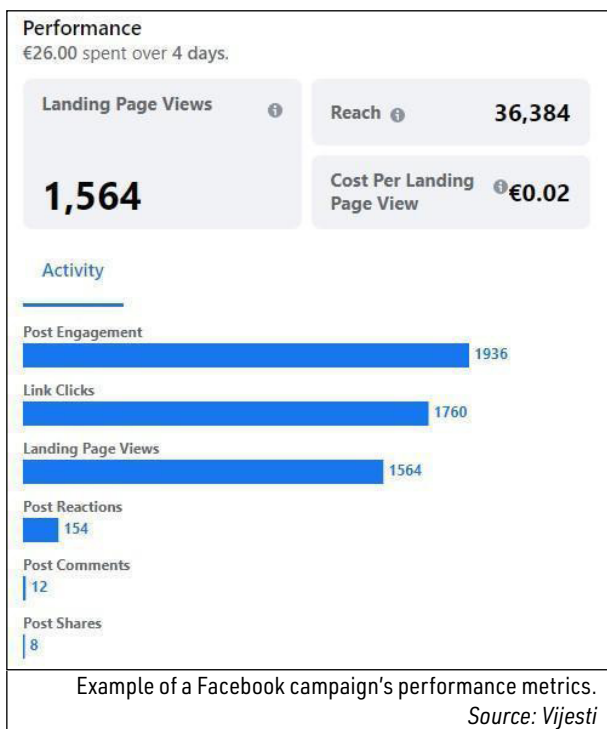 Performance
€26.00 spent over 4 days.
Landing Page Views
1,564
Reach
36,384
Cost Per Landing
Page View
€0.02
Activity
Post Engagement
1936
Link Clicks
1760
Landing Page Views
1564
Post Reactions
154
Post Comments
12
Post Shares
8
Example of a Facebook campaign's performance metrics.
Source: Vijesti